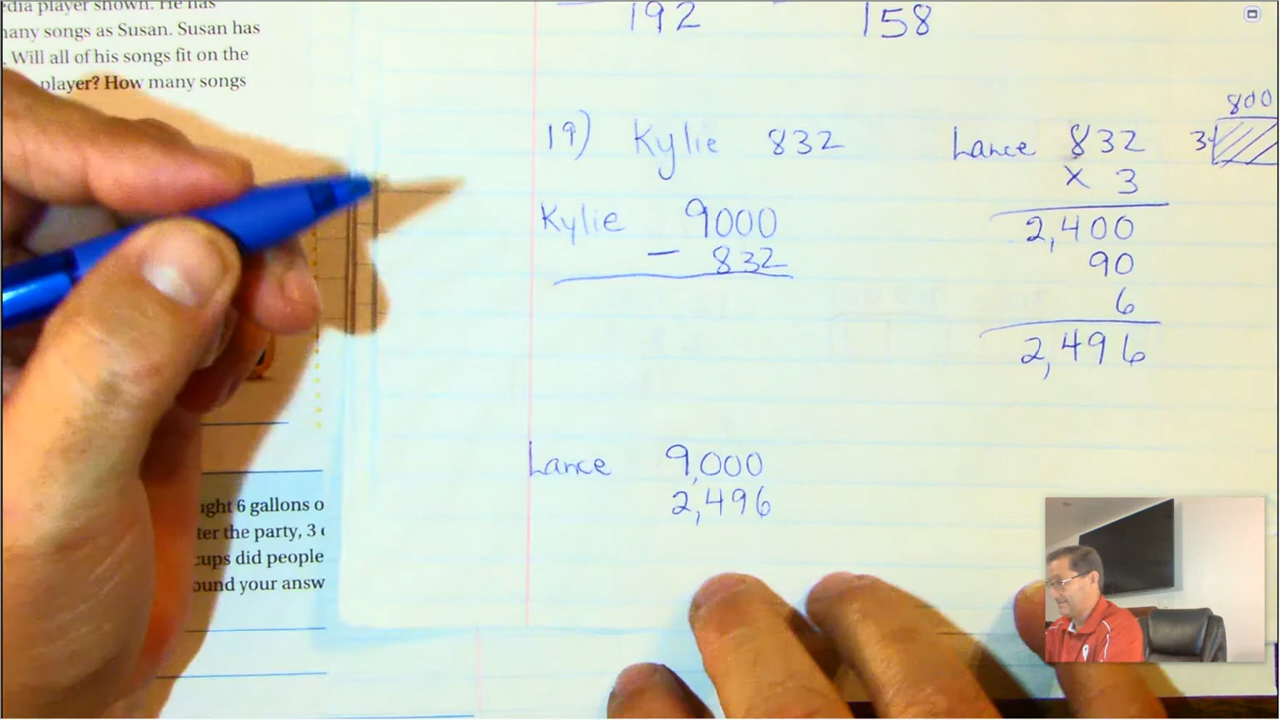 dia player shown. He has
any songs as Susan. Susan has
. Will all of his songs fit on the
player? How many songs
192 158
19) Kylie 832 Lance 832
x 3
800
3
Kylie 9000
- 832
2,400
90
6
2,496
Lance 9,000
2,496
ught 6 gallons o
ter the party, 3
cups did people
ound your answ